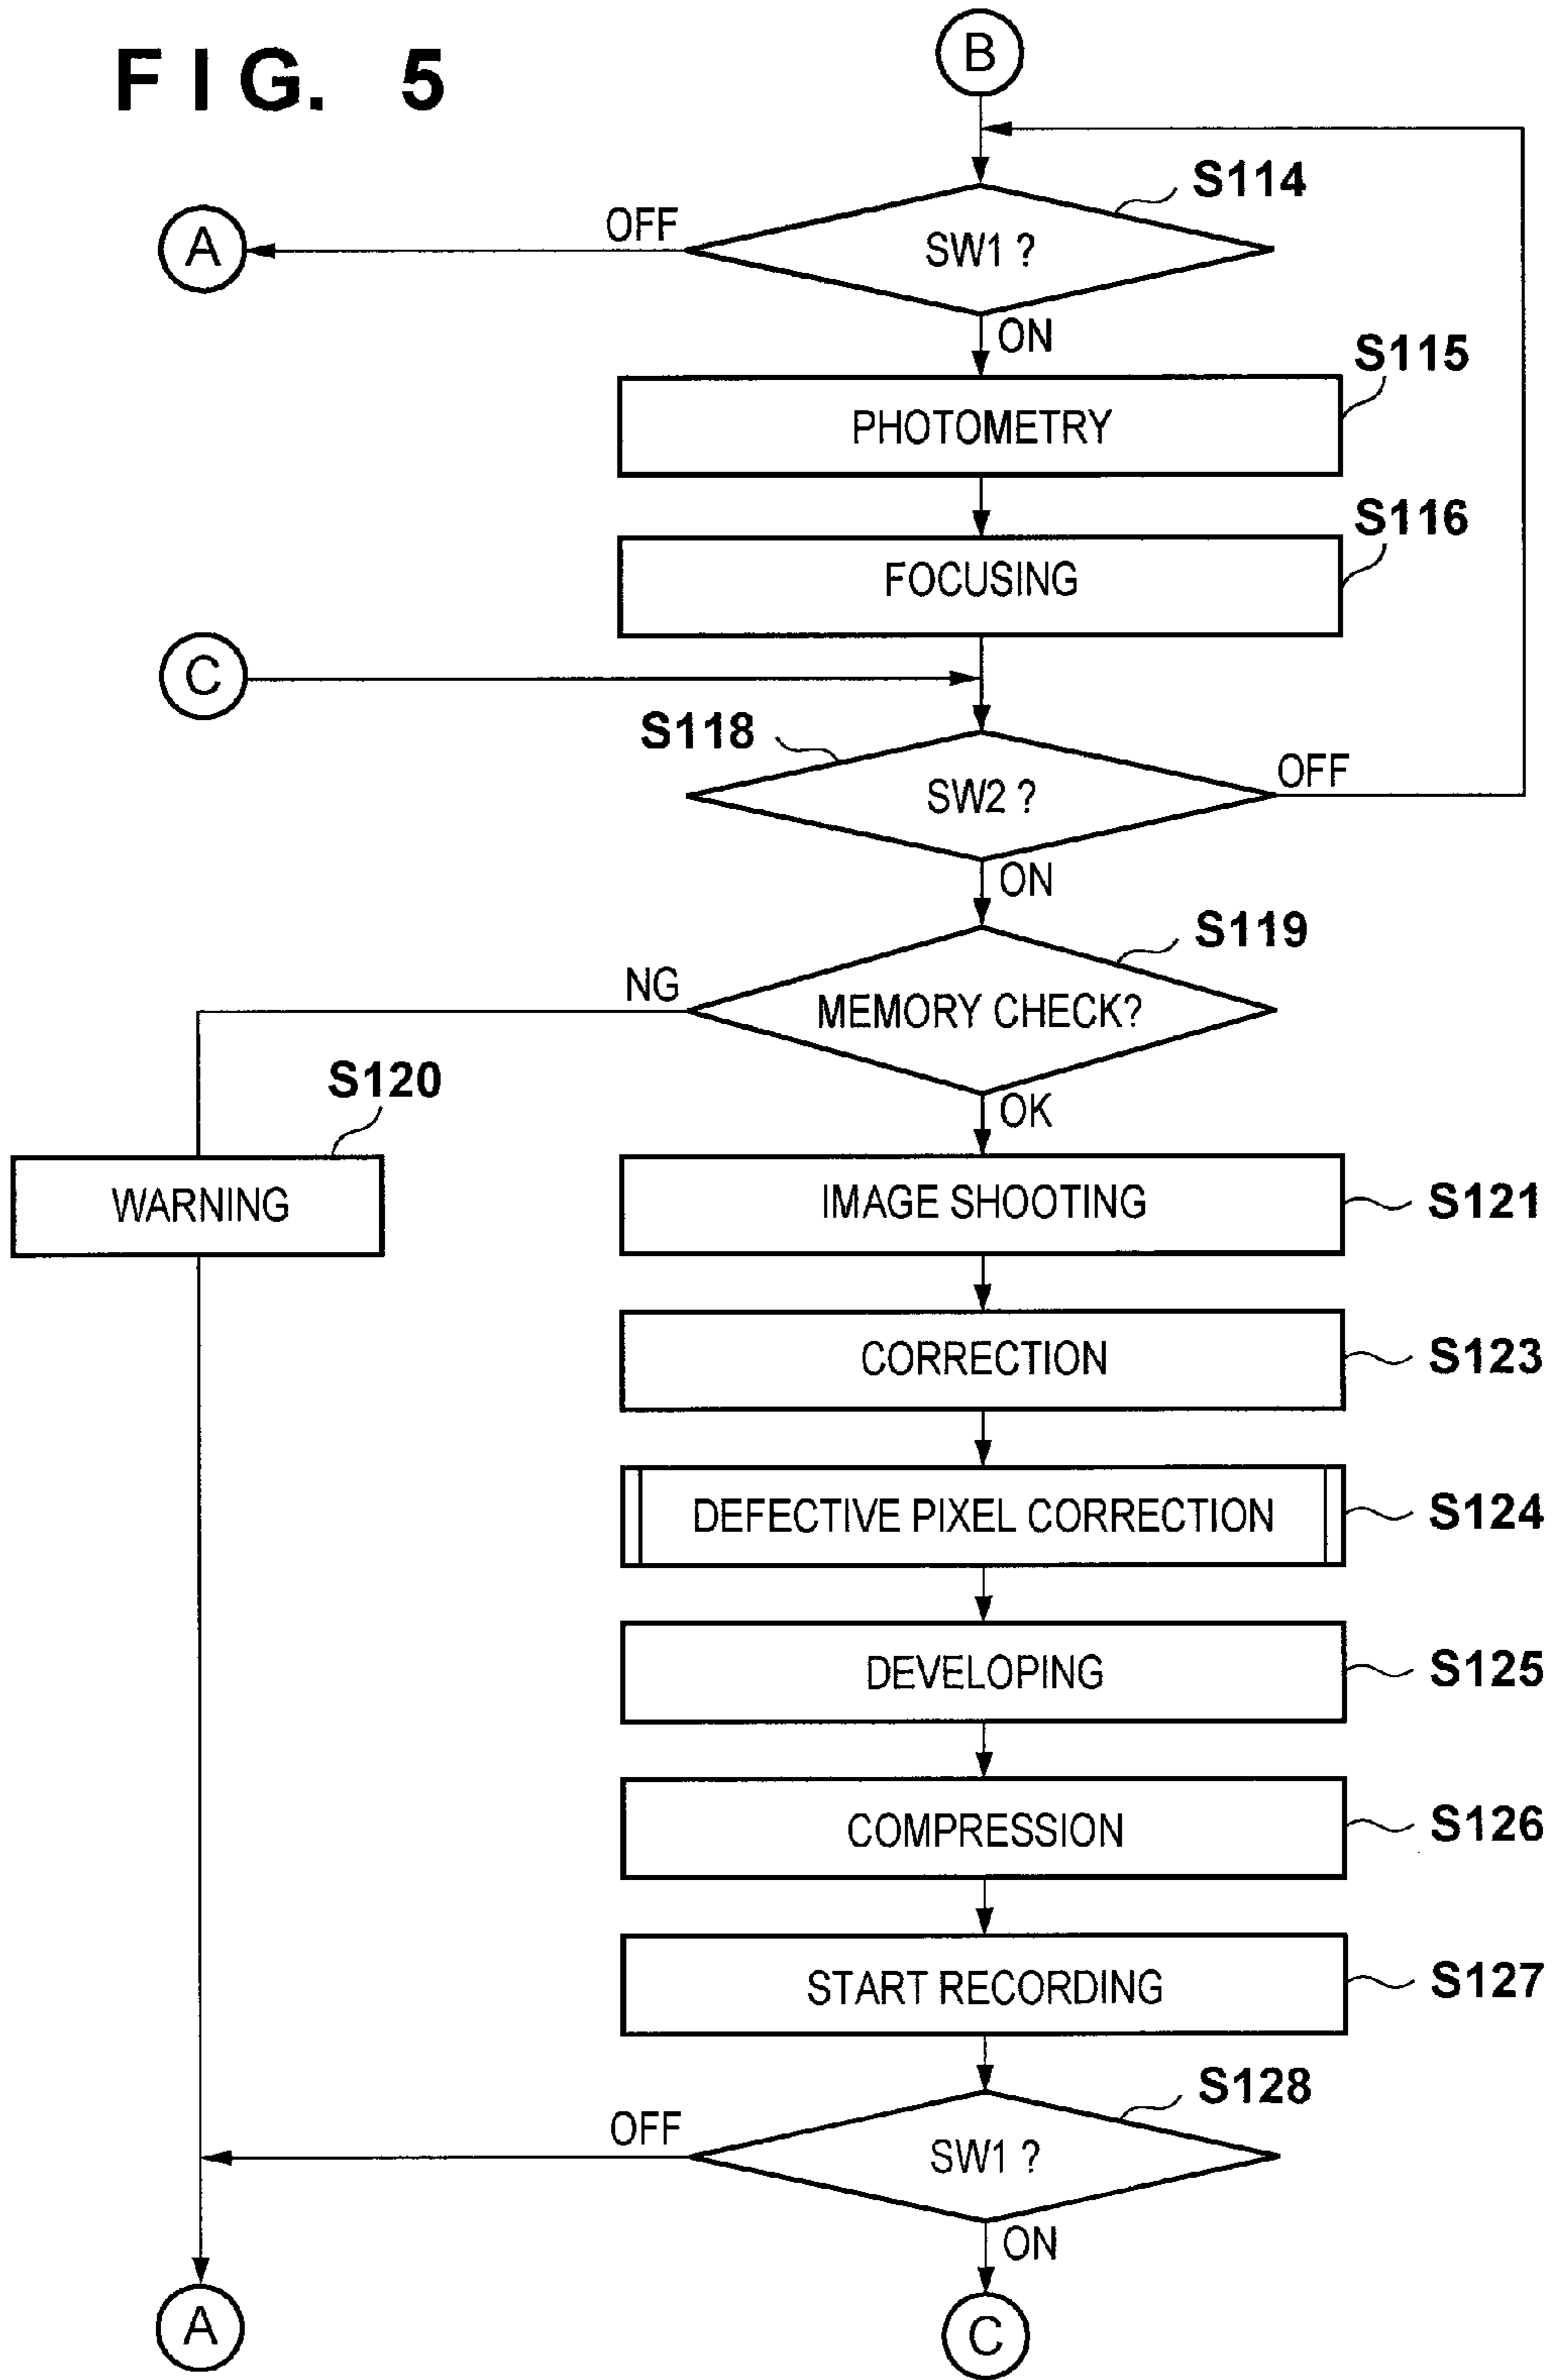 FIG. 5
B
S114
OFF
A
SW1 ?
ON
S115
PHOTOMETRY
S116
FOCUSING
C
S118
SW2 ?
OFF
ON
S119
NG
MEMORY CHECK?
S120
OK
WARNING
IMAGE SHOOTING
S121
CORRECTION
S123
DEFECTIVE PIXEL CORRECTION
S124
DEVELOPING
S125
COMPRESSION
S126
START RECORDING
S127
S128
OFF
SW1 ?
ON
A
C